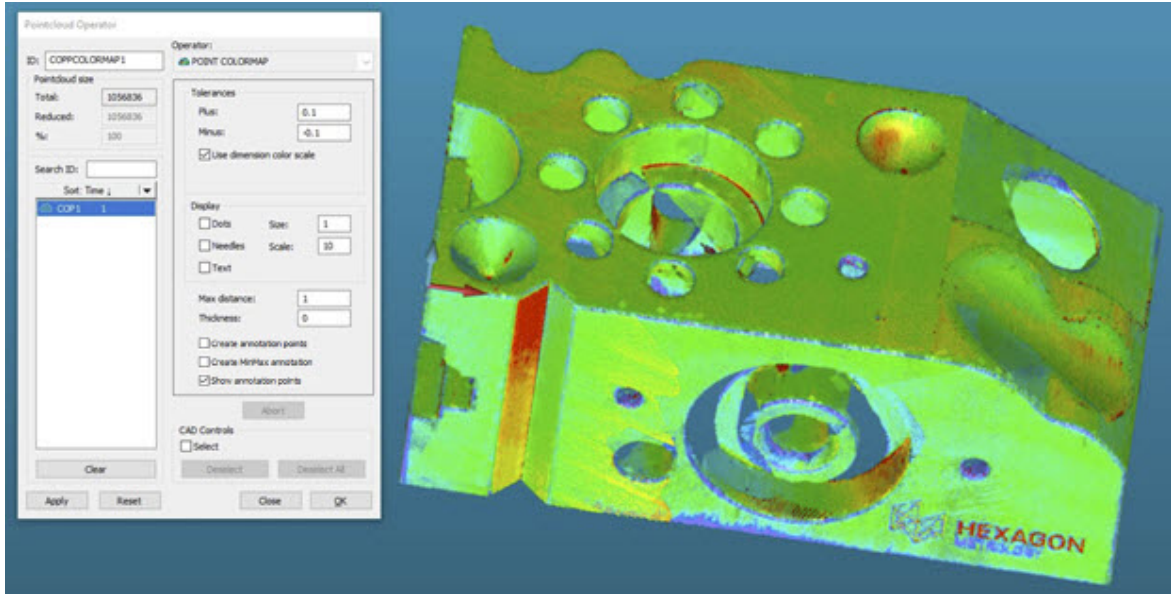 Pointcloud Operator
ID: COPPCOLORMAP1
Operator:
POINT COLORMAP
Pointcloud size
Total: 1056836
Reduced: 1056836
%: 100
Search ID:
Sort: Time ↓
COP1 1
Clear
Tolerances
Plus: 0.1
Minus: -0.1
Use dimension color scale
Display
Dots Size: 1
Needles Scale: 10
Text
Max distance: 1
Thickness: 0
Create annotation points
Create MinMax annotation
Show annotation points
Abort
CAD Controls
Select
Deselect Deselect All
Apply Reset Close OK
HEXAGON
METROLOGY